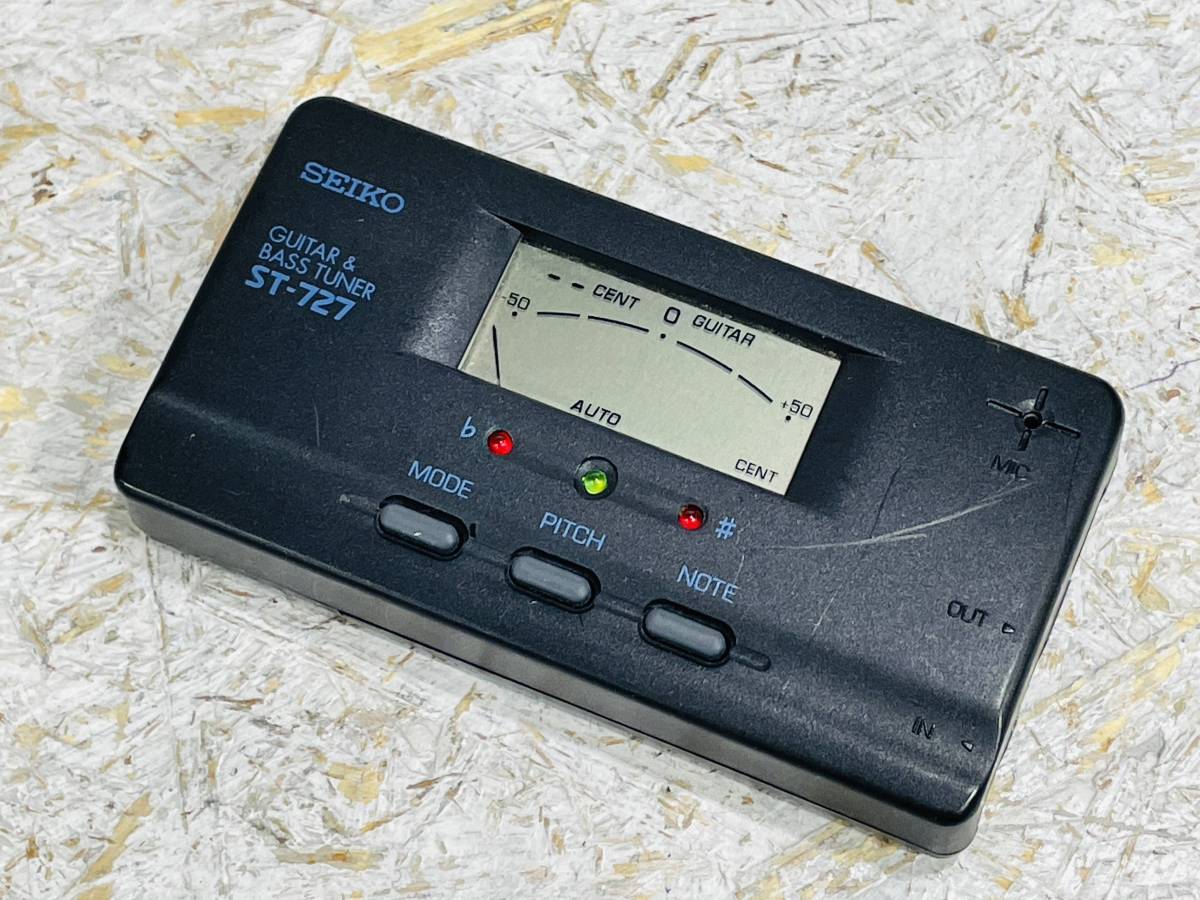 SEIKO
GUITAR &
BASS TUNER
ST-727
-- CENT 0 GUITAR
-50
+50
AUTO
CENT
♭
#
MODE
PITCH
NOTE
MIC
OUT
IN